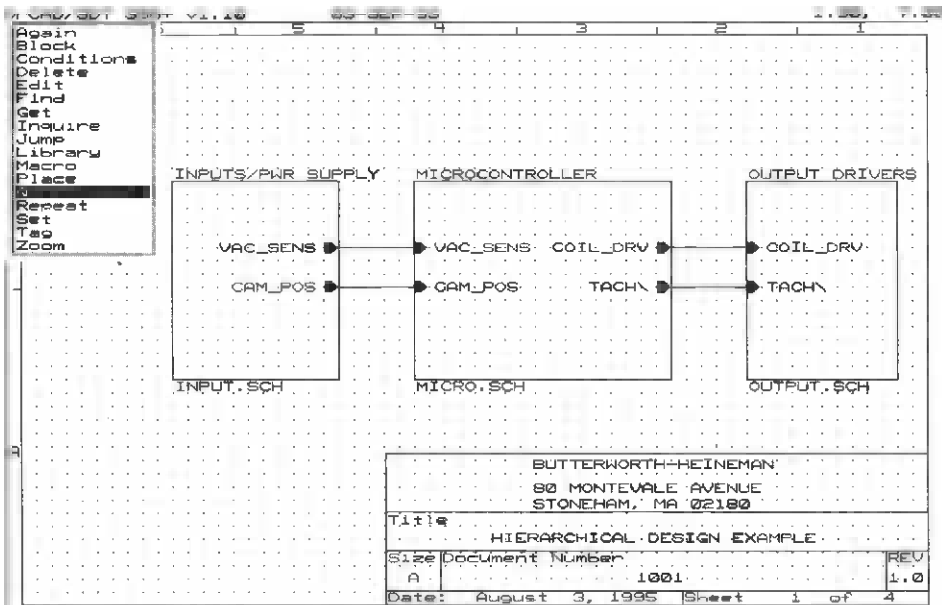 Again
Block
Conditions
Delete
Edit
Find
Get
Inquire
Jump
Library
Macro
Place
Repeat
Set
Tag
Zoom
5 4 3 2 1
INPUTS/PWR SUPPLY MICROCONTROLLER OUTPUT DRIVERS
VAC_SENS VAC_SENS COIL_DRV COIL_DRV
CAM_POS CAM_POS TACH\ TACH\
INPUT.SCH MICRO.SCH OUTPUT.SCH
A
BUTTERWORTH-HEINEMAN
80 MONTEVALE AVENUE
STONEHAM, MA 02180
Title
HIERARCHICAL DESIGN EXAMPLE
Size Document Number REV
A 1001 1.0
Date: August 3, 1995 Sheet 1 of 4